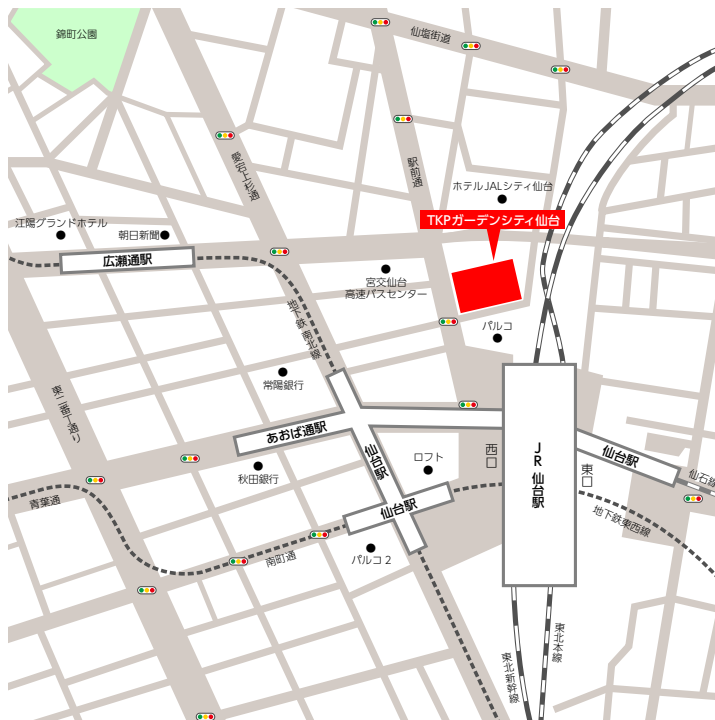 錦町公園
仙塩街道
愛宕上杉通
駅前通
ホテルJALシティ仙台
TKPガーデンシティ仙台
江陽グランドホテル
朝日新聞
広瀬通駅
宮交仙台
高速バスセンター
地下鉄南北線
パルコ
常陽銀行
東二番丁通り
あおば通駅
仙台駅
ロフト
西口
JR仙台駅
東口
仙台駅
仙石線
秋田銀行
青葉通
仙台駅
地下鉄東西線
南町通
パルコ2
東北本線
東北新幹線